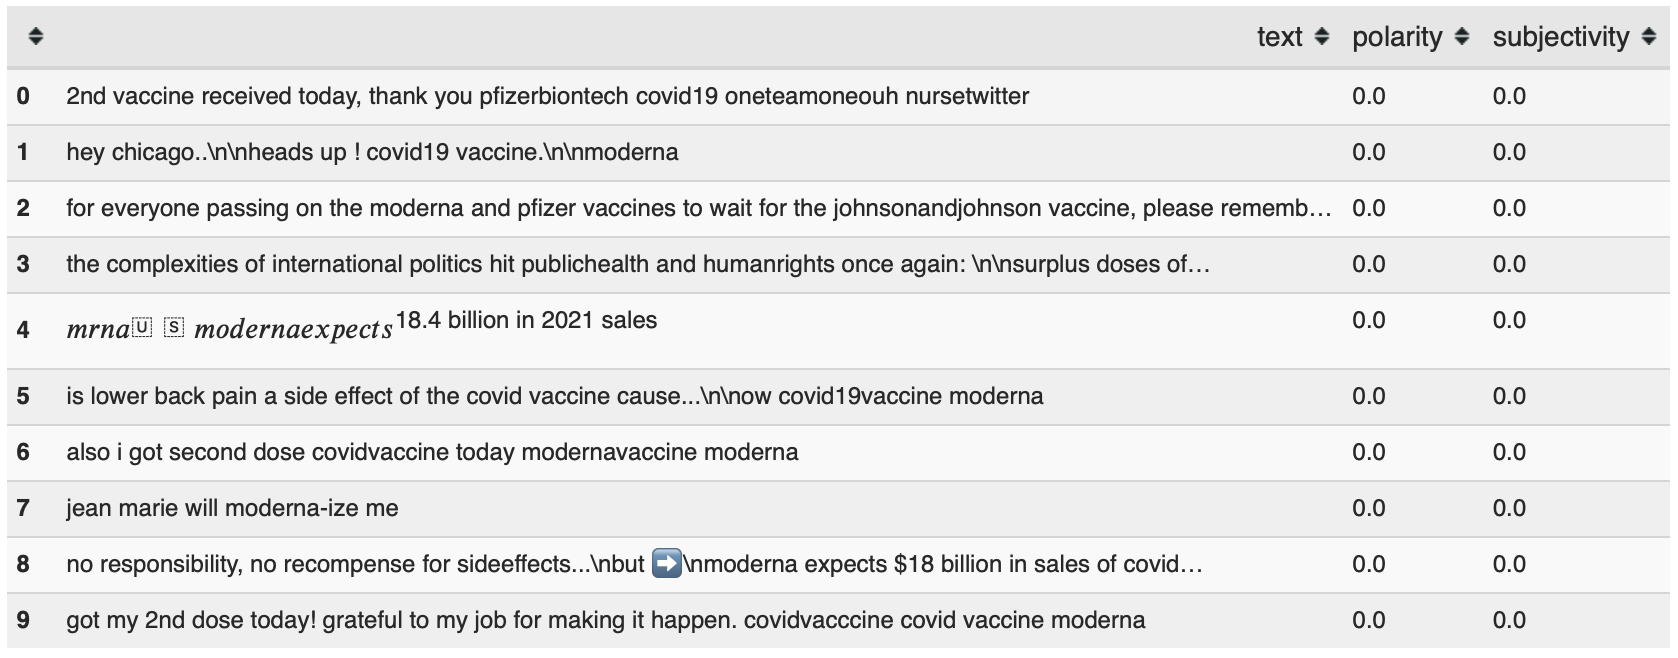 text polarity subjectivity
0 2nd vaccine received today, thank you pfizerbiontech covid19 oneteamoneouh nursetwitter 0.0 0.0
1 hey chicago..\n\nheads up ! covid19 vaccine.\n\nmoderna 0.0 0.0
2 for everyone passing on the moderna and pfizer vaccines to wait for the johnsonandjohnson vaccine, please rememb… 0.0 0.0
3 the complexities of international politics hit publichealth and humanrights once again: \n\nsurplus doses of… 0.0 0.0
4 mrna🇺 🇸 modernaexpects18.4 billion in 2021 sales 0.0 0.0
5 is lower back pain a side effect of the covid vaccine cause...\n\now covid19vaccine moderna 0.0 0.0
6 also i got second dose covidvaccine today modernavaccine moderna 0.0 0.0
7 jean marie will moderna-ize me 0.0 0.0
8 no responsibility, no recompense for sideeffects...\nbut ➡️\nmoderna expects $18 billion in sales of covid… 0.0 0.0
9 got my 2nd dose today! grateful to my job for making it happen. covidvacccine covid vaccine moderna 0.0 0.0